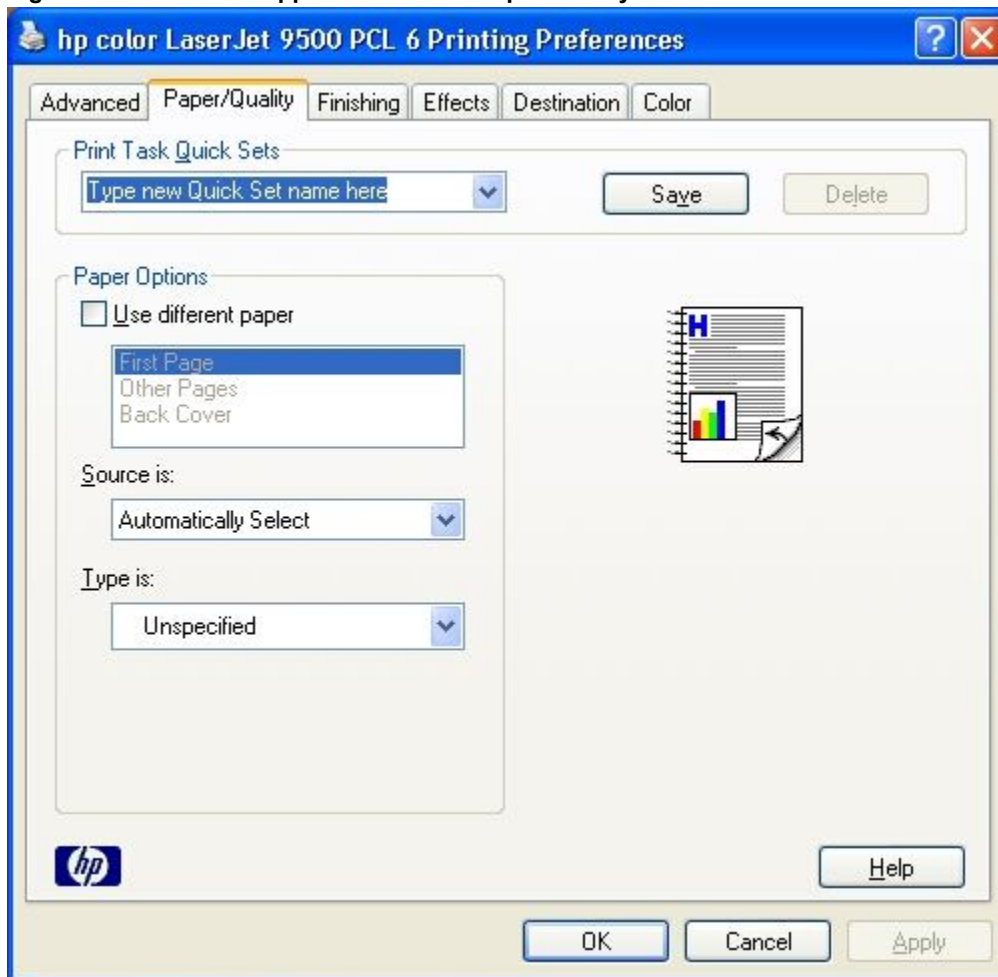 hp color LaserJet 9500 PCL 6 Printing Preferences
Advanced Paper/Quality Finishing Effects Destination Color
Print Task Quick Sets
Type new Quick Set name here Save Delete
Paper Options
Use different paper
First Page
Other Pages
Back Cover
H
Source is:
Automatically Select
Type is:
Unspecified
hp
Help
OK Cancel Apply